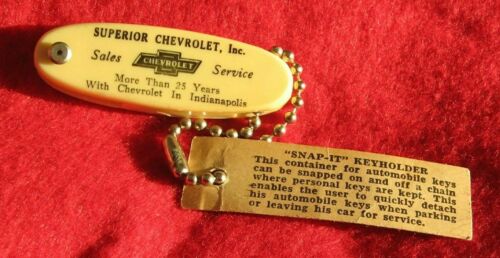 SUPERIOR CHEVROLET, Inc.
Sales CHEVROLET Service
More Than 25 Years
With Chevrolet In Indianapolis
"SNAP-IT" KEYHOLDER
This container for automobile keys
can be snapped on and off a chain
where personal keys are kept. This
enables the user to quickly detach
his automobile keys when parking
or leaving his car for service.